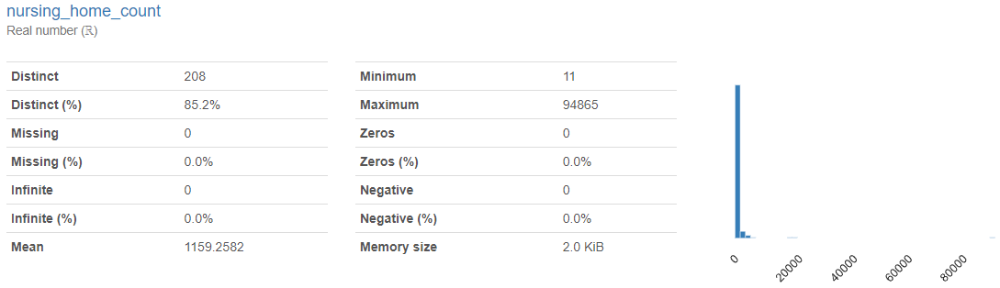 nursing_home_count
Real number (ℝ)
Distinct 208
Distinct (%) 85.2%
Missing 0
Missing (%) 0.0%
Infinite 0
Infinite (%) 0.0%
Mean 1159.2582
Minimum 11
Maximum 94865
Zeros 0
Zeros (%) 0.0%
Negative 0
Negative (%) 0.0%
Memory size 2.0 KiB
0 20000 40000 60000 80000